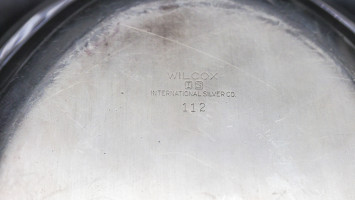 WILCOX
INTERNATIONAL SILVER CO.
112